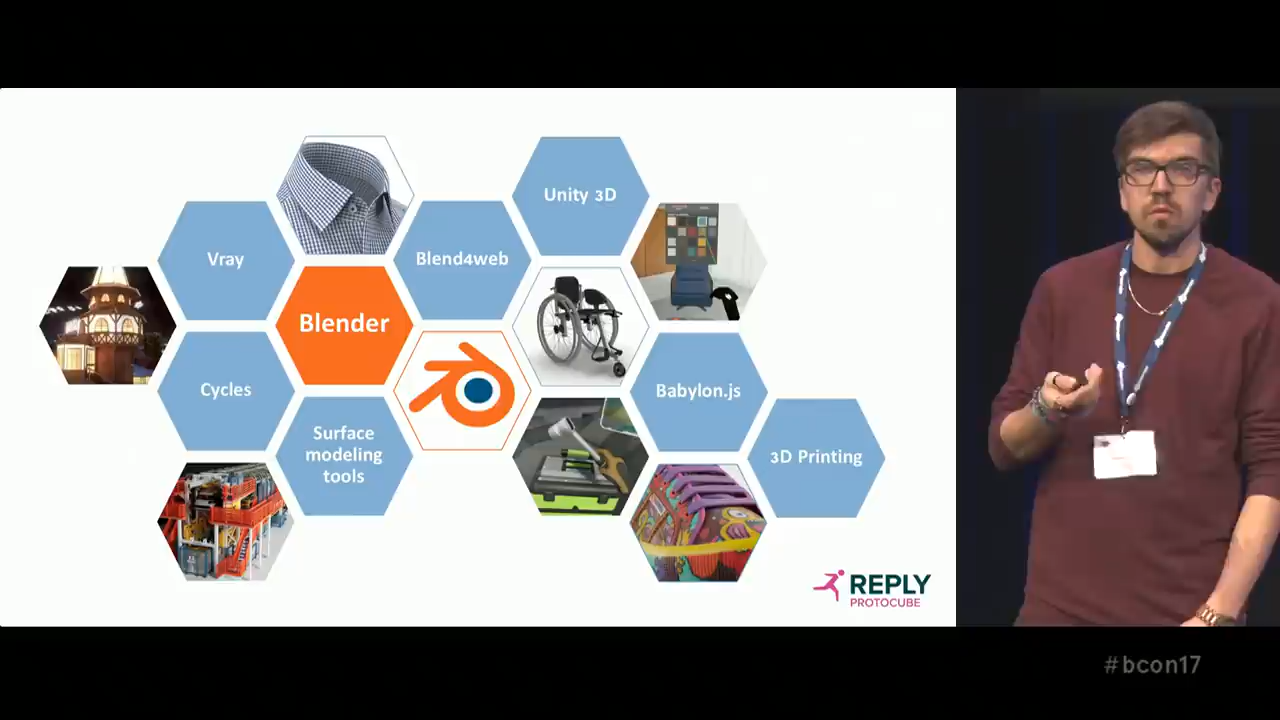 Unity 3D
Vray
Blend4web
Blender
Cycles
Babylon.js
Surface
modeling
tools
3D Printing
REPLY
PROTOCUBE
#bcon17